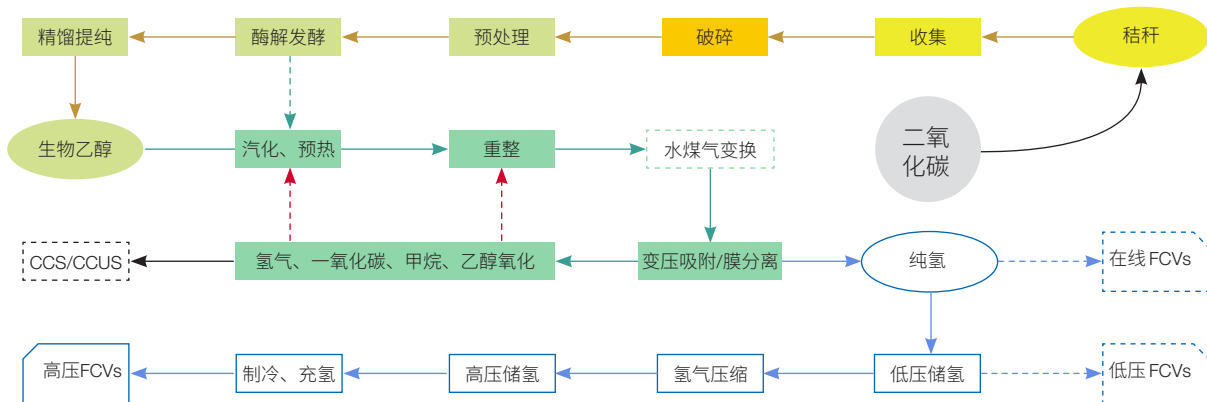 精馏提纯
酶解发酵
预处理
破碎
收集
秸秆
生物乙醇
汽化、预热
重整
水煤气变换
二氧
化碳
CCS/CCUS
氢气、一氧化碳、甲烷、乙醇氧化
变压吸附/膜分离
纯氢
在线 FCVs
高压FCVs
制冷、充氢
高压储氢
氢气压缩
低压储氢
低压 FCVs